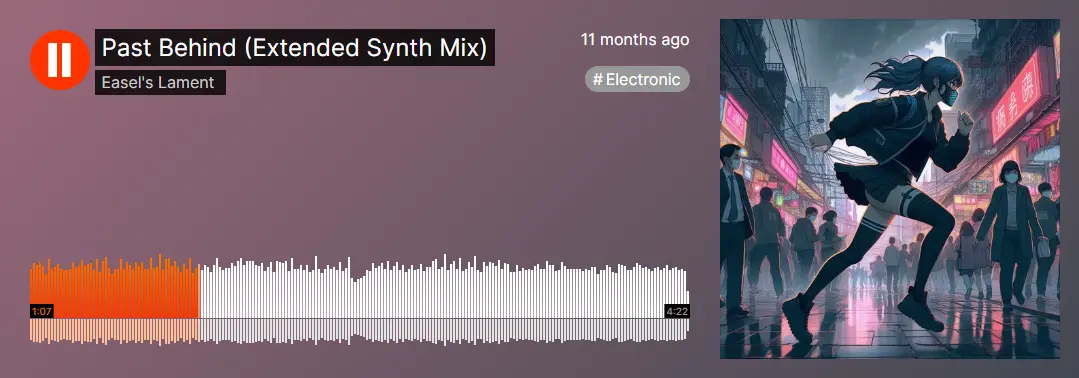 Past Behind (Extended Synth Mix)
Easel's Lament
11 months ago
# Electronic
1:07
4:22